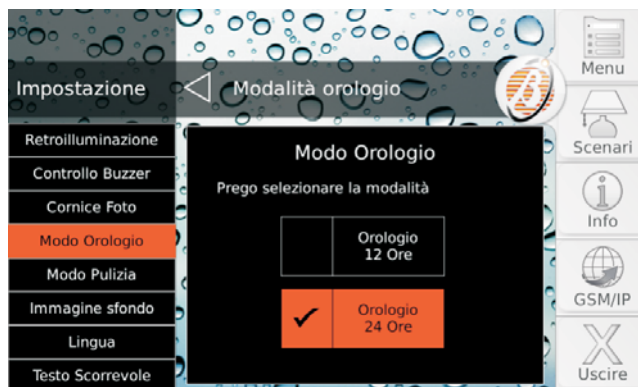 Impostazione
Modalità orologio
Retroilluminazione
Controllo Buzzer
Cornice Foto
Modo Orologio
Modo Pulizia
Immagine sfondo
Lingua
Testo Scorrevole
Modo Orologio
Prego selezionare la modalità
Orologio
12 Ore
Orologio
24 Ore
Menu
Scenari
Info
GSM/IP
Uscire